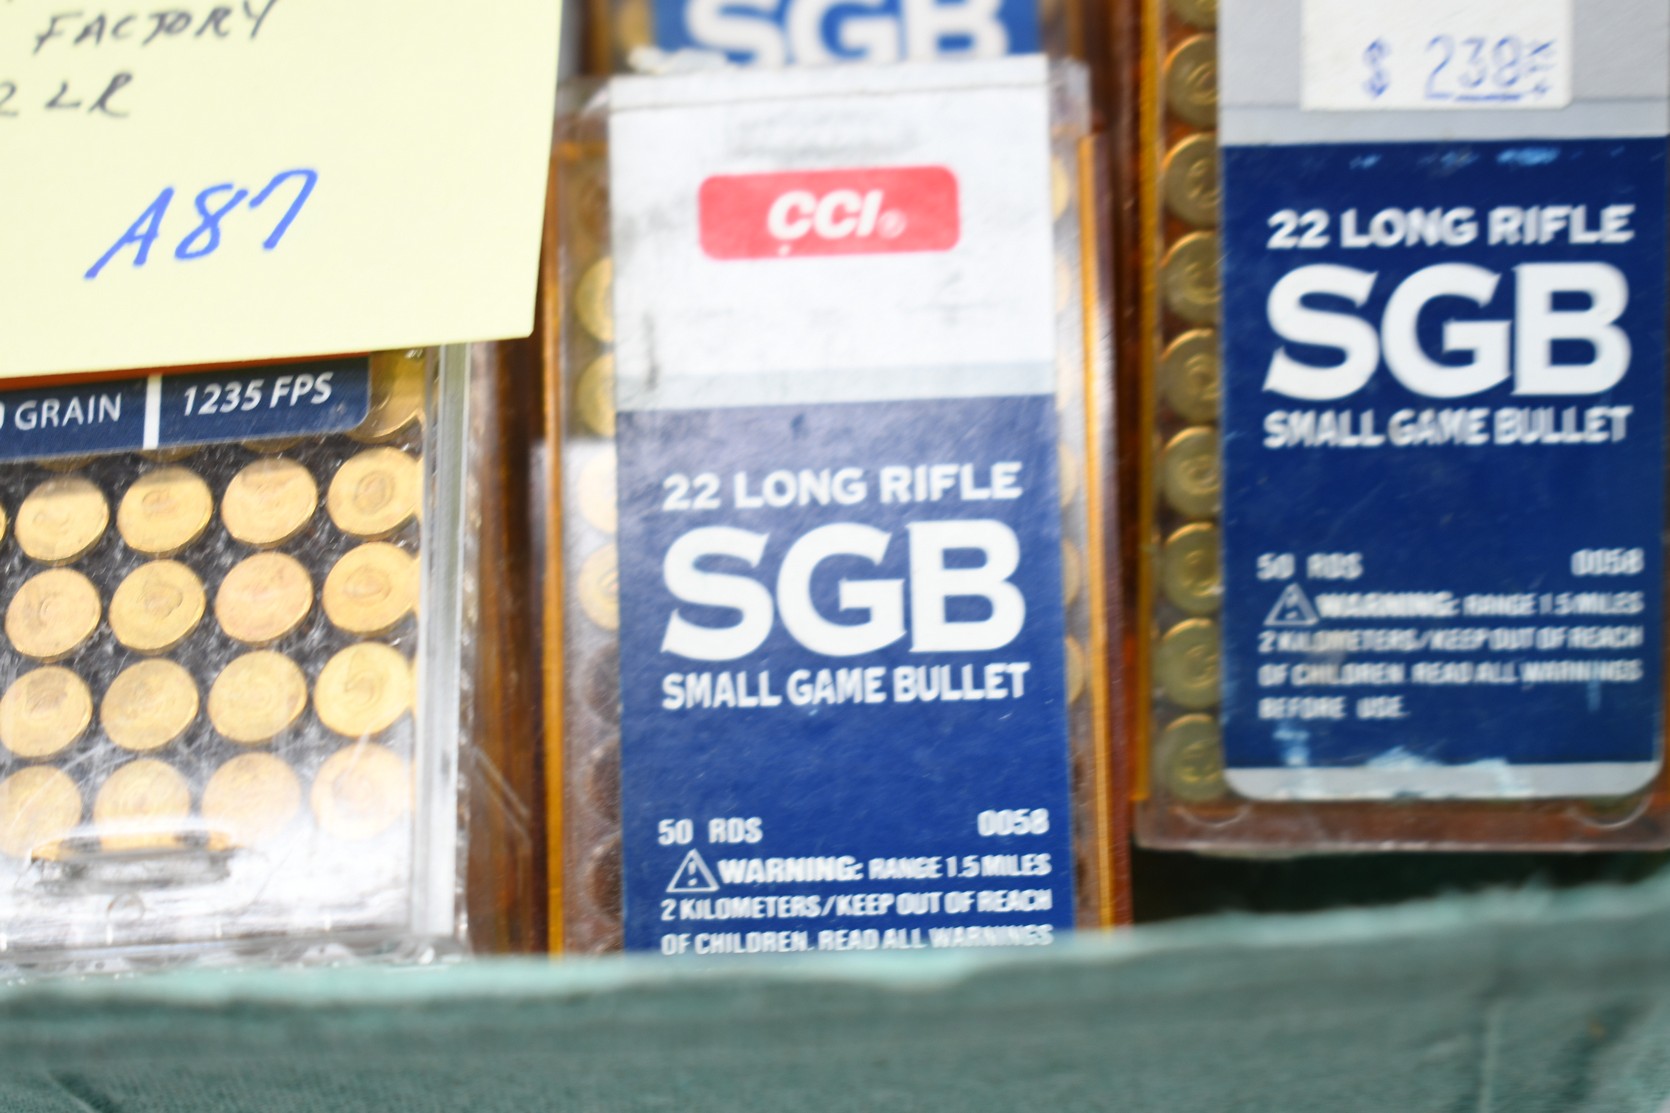 FACTORY
2 LR
A87
GRAIN
1235 FPS
SGB
CCI®
22 LONG RIFLE
SGB
SMALL GAME BULLET
50 RDS 0058
WARNING: RANGE 1.5 MILES
2 KILOMETERS/KEEP OUT OF REACH
OF CHILDREN. READ ALL WARNINGS
$ 238
22 LONG RIFLE
SGB
SMALL GAME BULLET
50 RDS 0058
WARNING: RANGE 1.5 MILES
2 KILOMETERS/KEEP OUT OF REACH
OF CHILDREN. READ ALL WARNINGS
BEFORE USE.